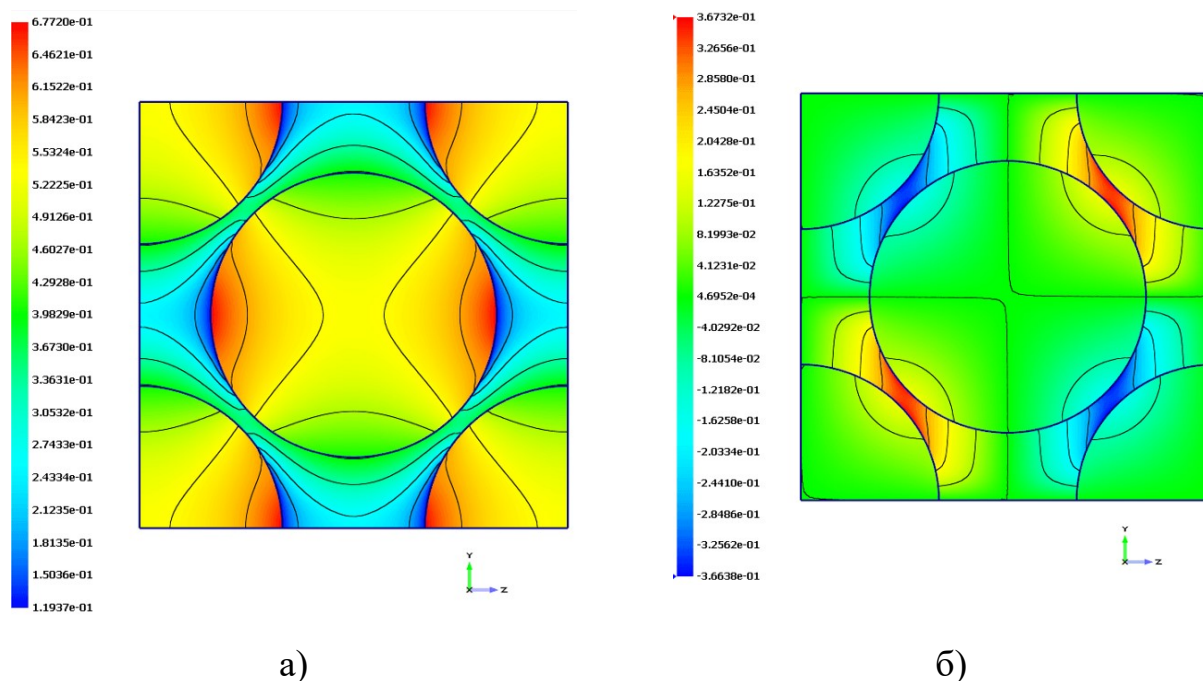 6.7720e-01
6.4621e-01
6.1522e-01
5.8423e-01
5.5324e-01
5.2225e-01
4.9126e-01
4.6027e-01
4.2928e-01
3.9829e-01
3.6730e-01
3.3631e-01
3.0532e-01
2.7433e-01
2.4334e-01
2.1235e-01
1.8135e-01
1.5036e-01
1.1937e-01
Y
X
Z
а)
3.6732e-01
3.2656e-01
2.8580e-01
2.4504e-01
2.0428e-01
1.6352e-01
1.2275e-01
8.1993e-02
4.1231e-02
4.6952e-04
-4.0292e-02
-8.1054e-02
-1.2182e-01
-1.6258e-01
-2.0334e-01
-2.4410e-01
-2.8486e-01
-3.2562e-01
-3.6638e-01
Y
X
Z
б)